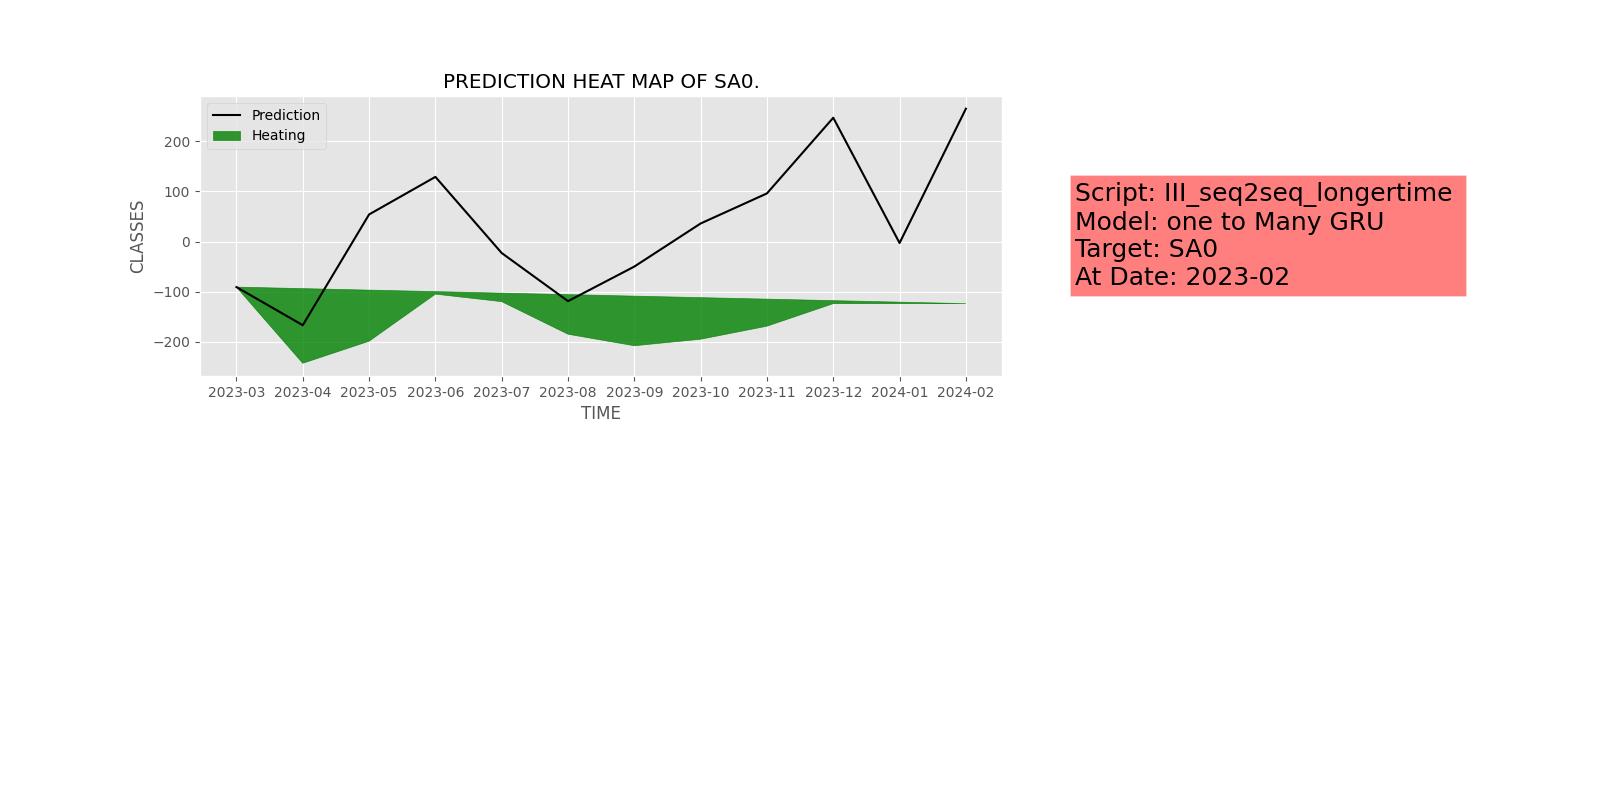 PREDICTION HEAT MAP OF SA0.
Prediction
Heating
CLASSES
200
100
0
−100
−200
2023-03 2023-04 2023-05 2023-06 2023-07 2023-08 2023-09 2023-10 2023-11 2023-12 2024-01 2024-02
TIME
Script: III_seq2seq_longertime
Model: one to Many GRU
Target: SA0
At Date: 2023-02